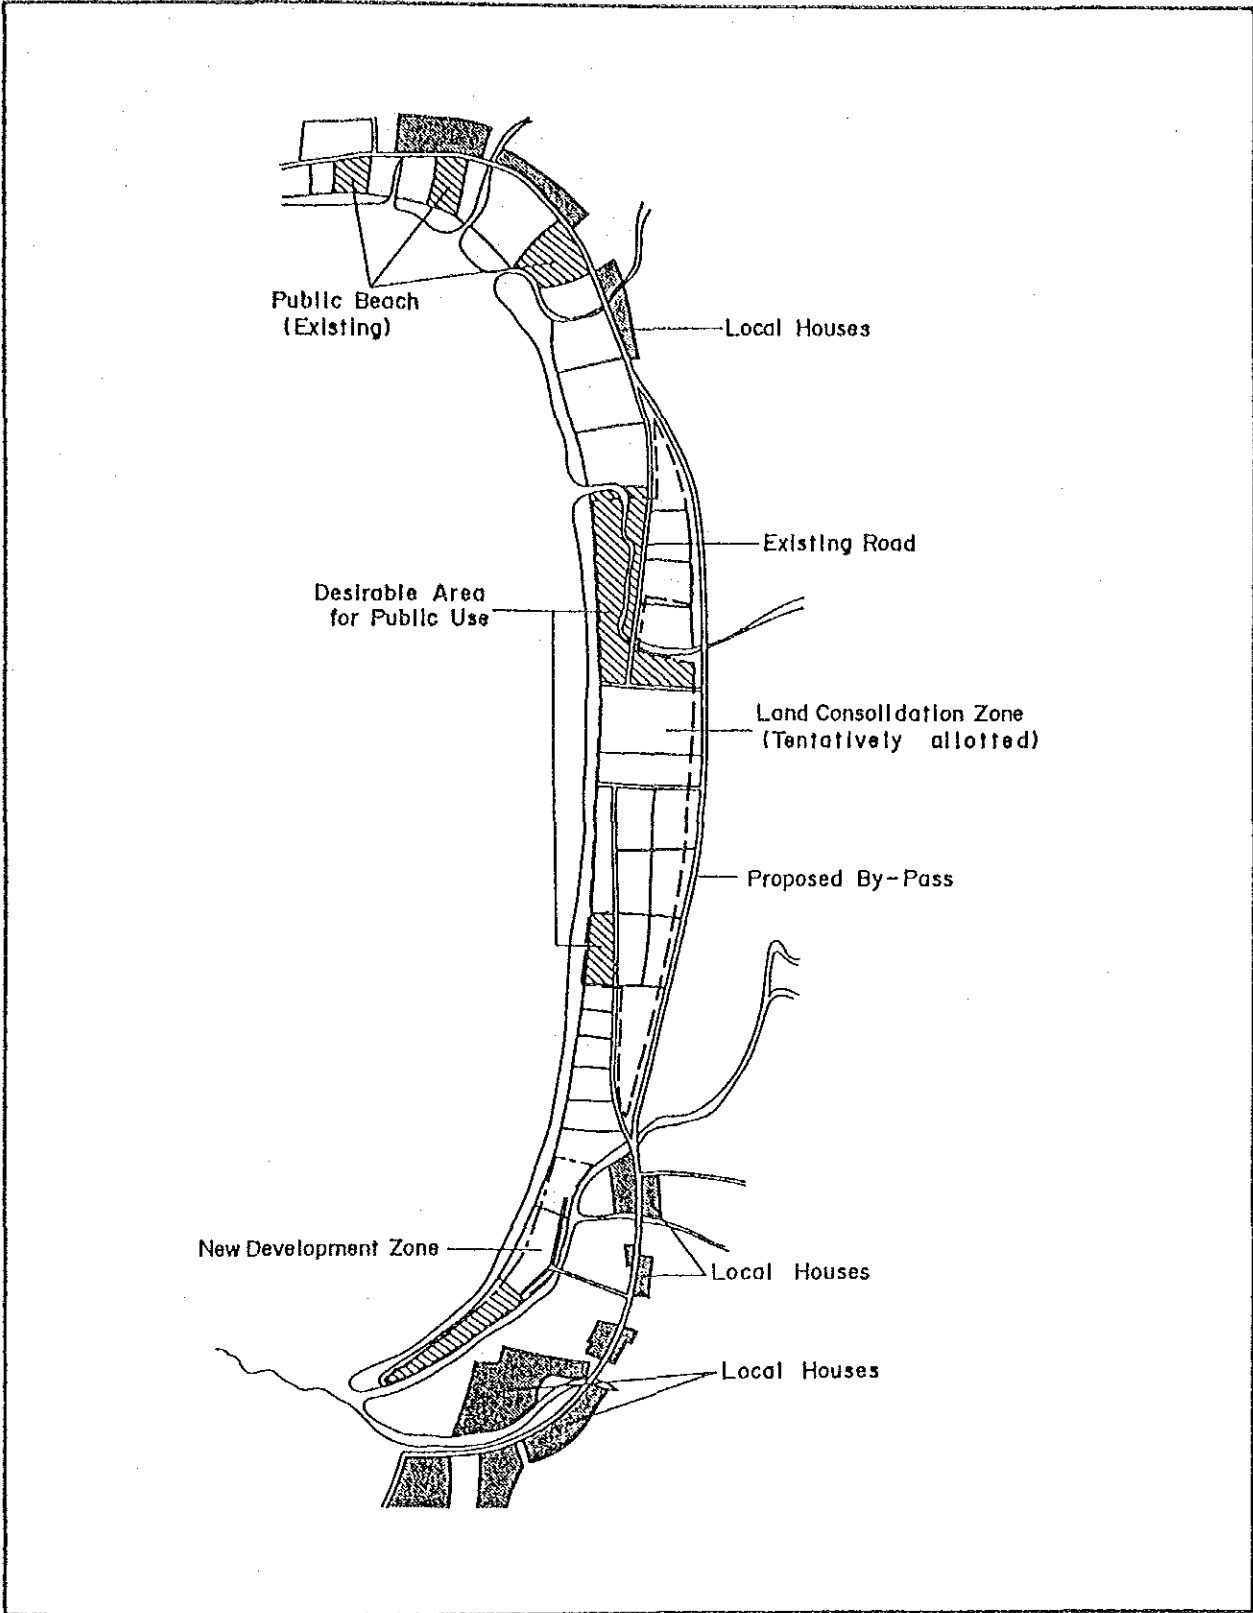 Public Beach
(Existing)
Local Houses
Existing Road
Desirable Area
for Public Use
Land Consolidation Zone
(Tentatively allotted)
Proposed By-Pass
New Development Zone
Local Houses
Local Houses